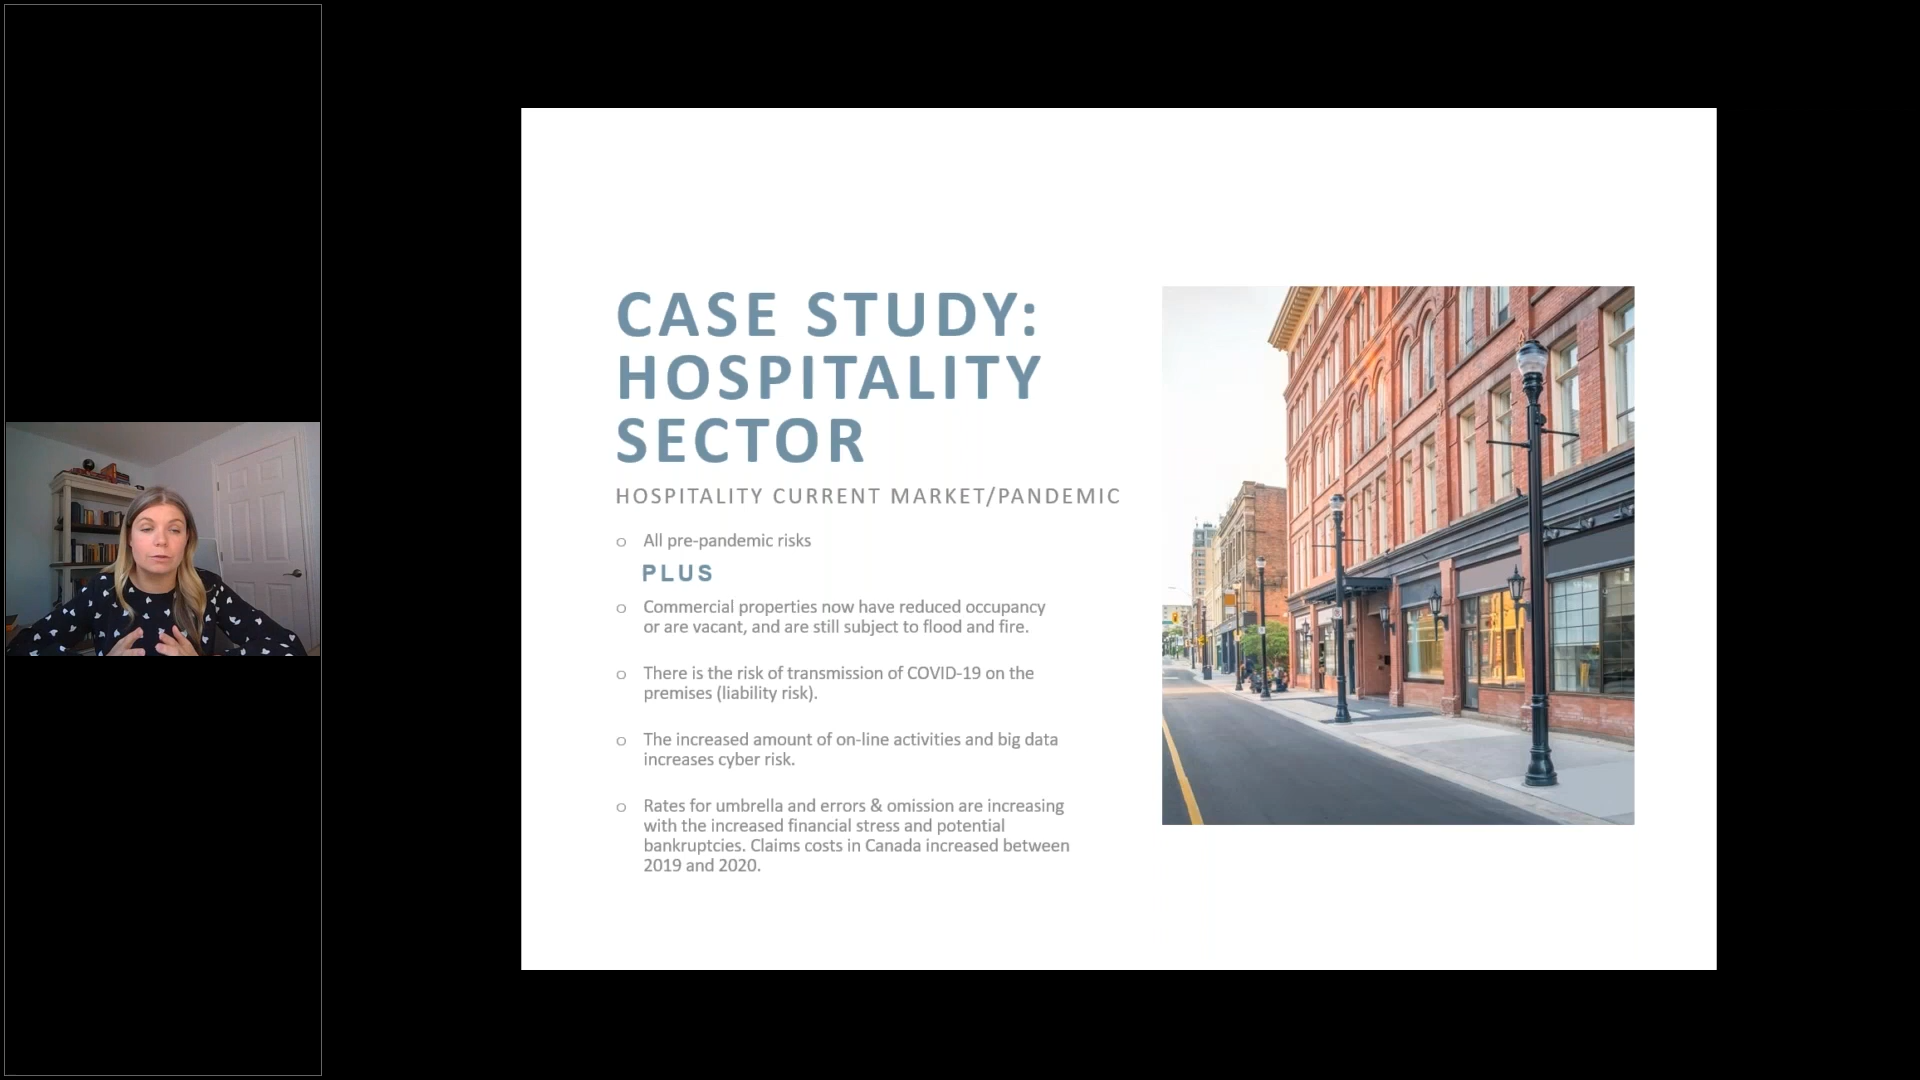 CASE STUDY:
HOSPITALITY
SECTOR
HOSPITALITY CURRENT MARKET/PANDEMIC
o All pre-pandemic risks
PLUS
o Commercial properties now have reduced occupancy
or are vacant, and are still subject to flood and fire.
o There is the risk of transmission of COVID-19 on the
premises (liability risk).
o The increased amount of on-line activities and big data
increases cyber risk.
o Rates for umbrella and errors & omission are increasing
with the increased financial stress and potential
bankruptcies. Claims costs in Canada increased between
2019 and 2020.